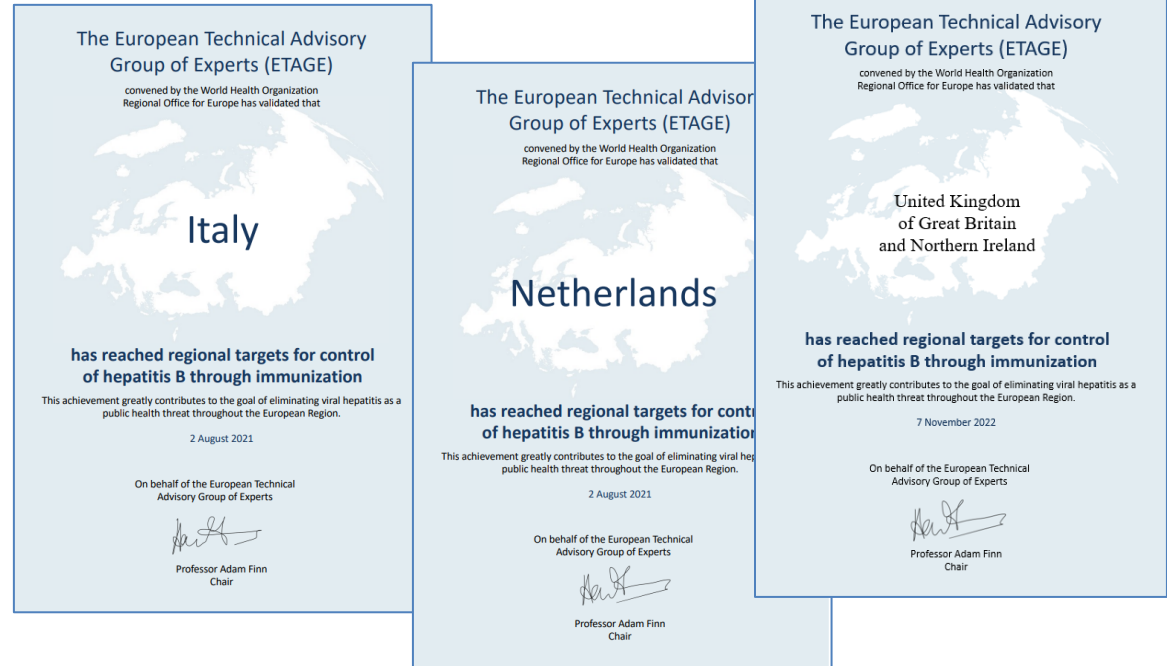 The European Technical Advisory
Group of Experts (ETAGE)
convened by the World Health Organization
Regional Office for Europe has validated that
Italy
has reached regional targets for control
of hepatitis B through immunization
This achievement greatly contributes to the goal of eliminating viral hepatitis as a
public health threat throughout the European Region.
2 August 2021
On behalf of the European Technical
Advisory Group of Experts
Professor Adam Finn
Chair
The European Technical Advisor
Group of Experts (ETAGE)
convened by the World Health Organization
Regional Office for Europe has validated that
Netherlands
has reached regional targets for cont
of hepatitis B through immunization
This achievement greatly contributes to the goal of eliminating viral hep
public health threat throughout the European Region.
2 August 2021
On behalf of the European Technical
Advisory Group of Experts
Professor Adam Finn
Chair
The European Technical Advisory
Group of Experts (ETAGE)
convened by the World Health Organization
Regional Office for Europe has validated that
United Kingdom
of Great Britain
and Northern Ireland
has reached regional targets for control
of hepatitis B through immunization
This achievement greatly contributes to the goal of eliminating viral hepatitis as a
public health threat throughout the European Region.
7 November 2022
On behalf of the European Technical
Advisory Group of Experts
Professor Adam Finn
Chair